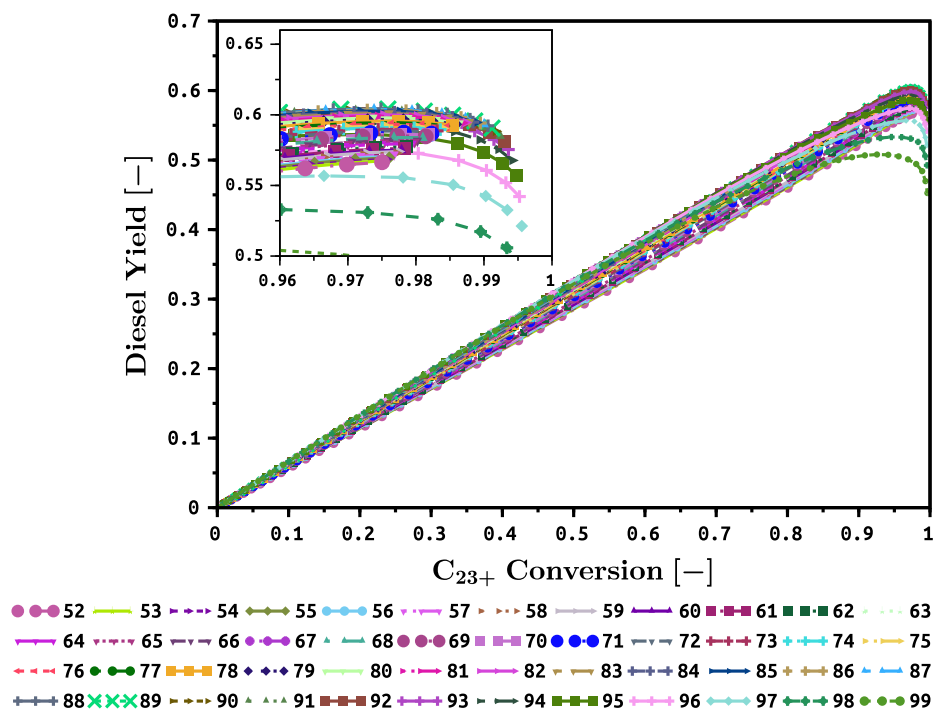 0.7
0.65
0.6
0.6
0.55
0.5
0.5
0.96 0.97 0.98 0.99 1
0.4
0.3
0.2
0.1
0
Diesel Yield [−]
0 0.1 0.2 0.3 0.4 0.5 0.6 0.7 0.8 0.9 1
C23+ Conversion [−]
52 53 54 55 56 57 58 59 60 61 62 63
64 65 66 67 68 69 70 71 72 73 74 75
76 77 78 79 80 81 82 83 84 85 86 87
88 89 90 91 92 93 94 95 96 97 98 99